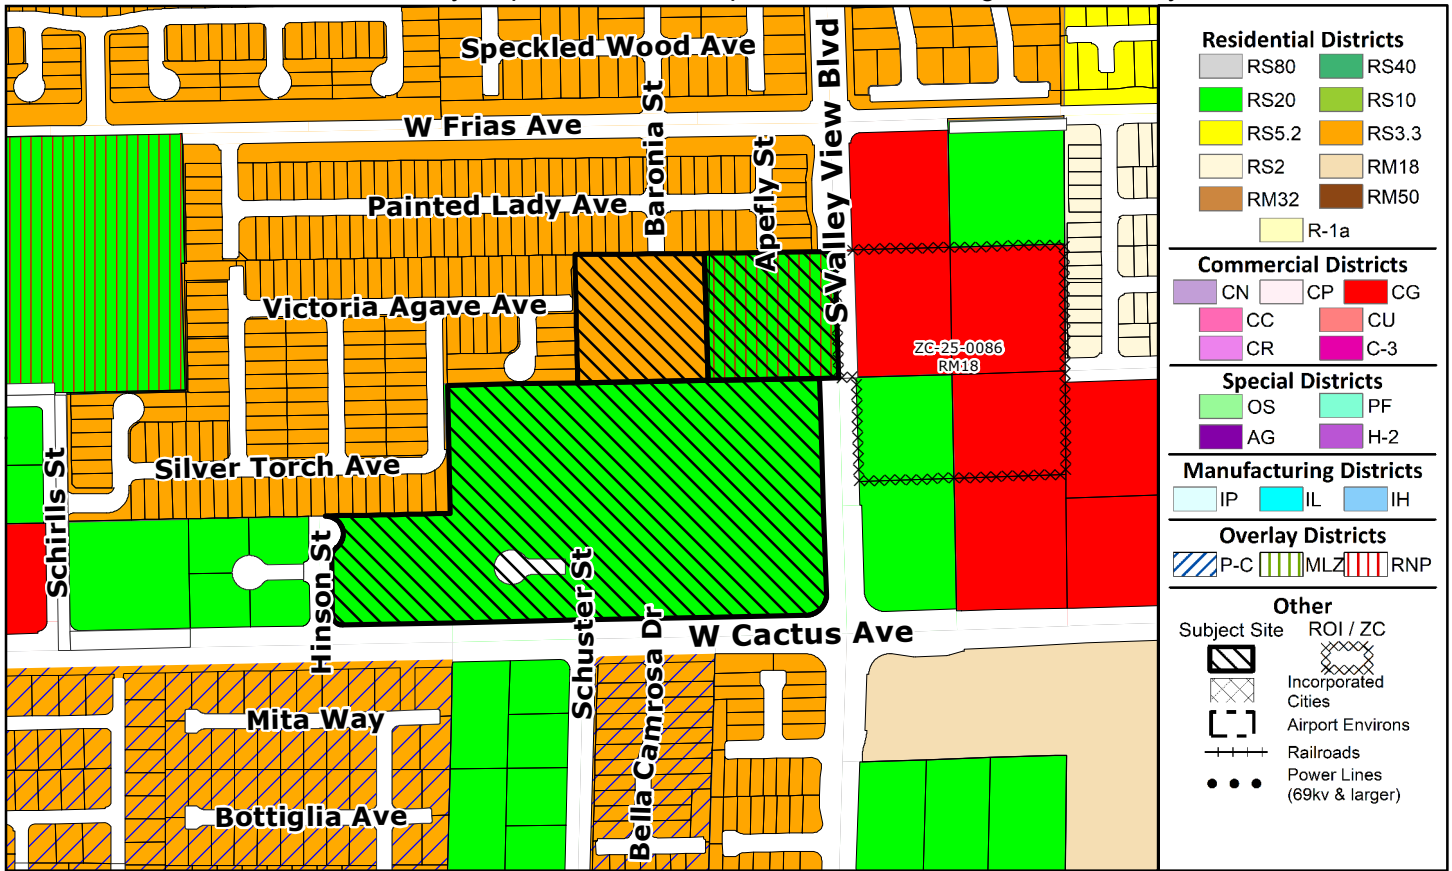 Speckled Wood Ave
S Valley View Blvd
Baronia St
W Frias Ave
Apefly St
Painted Lady Ave
Victoria Agave Ave
ZC-25-0086
RM18
Silver Torch Ave
Schirlls St
Hinson St
Schuster St
Bella Camrosa Dr
W Cactus Ave
Mita Way
Bottiglia Ave
Residential Districts
RS80 RS40
RS20 RS10
RS5.2 RS3.3
RS2 RM18
RM32 RM50
R-1a
Commercial Districts
CN CP CG
CC CU
CR C-3
Special Districts
OS PF
AG H-2
Manufacturing Districts
IP IL IH
Overlay Districts
P-C MLZ RNP
Other
Subject Site ROI / ZC
Incorporated
Cities
Airport Environs
Railroads
Power Lines
(69kv & larger)